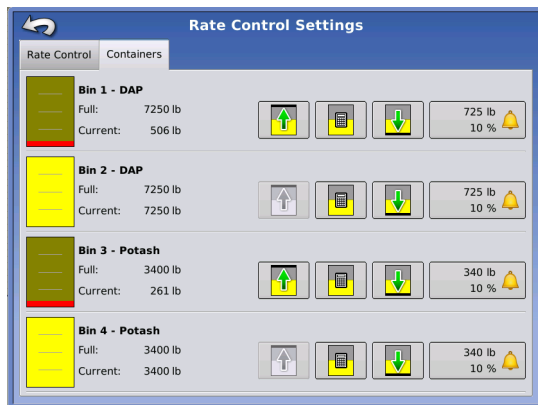 Rate Control Settings
Rate Control Containers
Bin 1 - DAP
Full: 7250 lb
Current: 506 lb
725 lb
10 %
Bin 2 - DAP
Full: 7250 lb
Current: 7250 lb
725 lb
10 %
Bin 3 - Potash
Full: 3400 lb
Current: 261 lb
340 lb
10 %
Bin 4 - Potash
Full: 3400 lb
Current: 3400 lb
340 lb
10 %